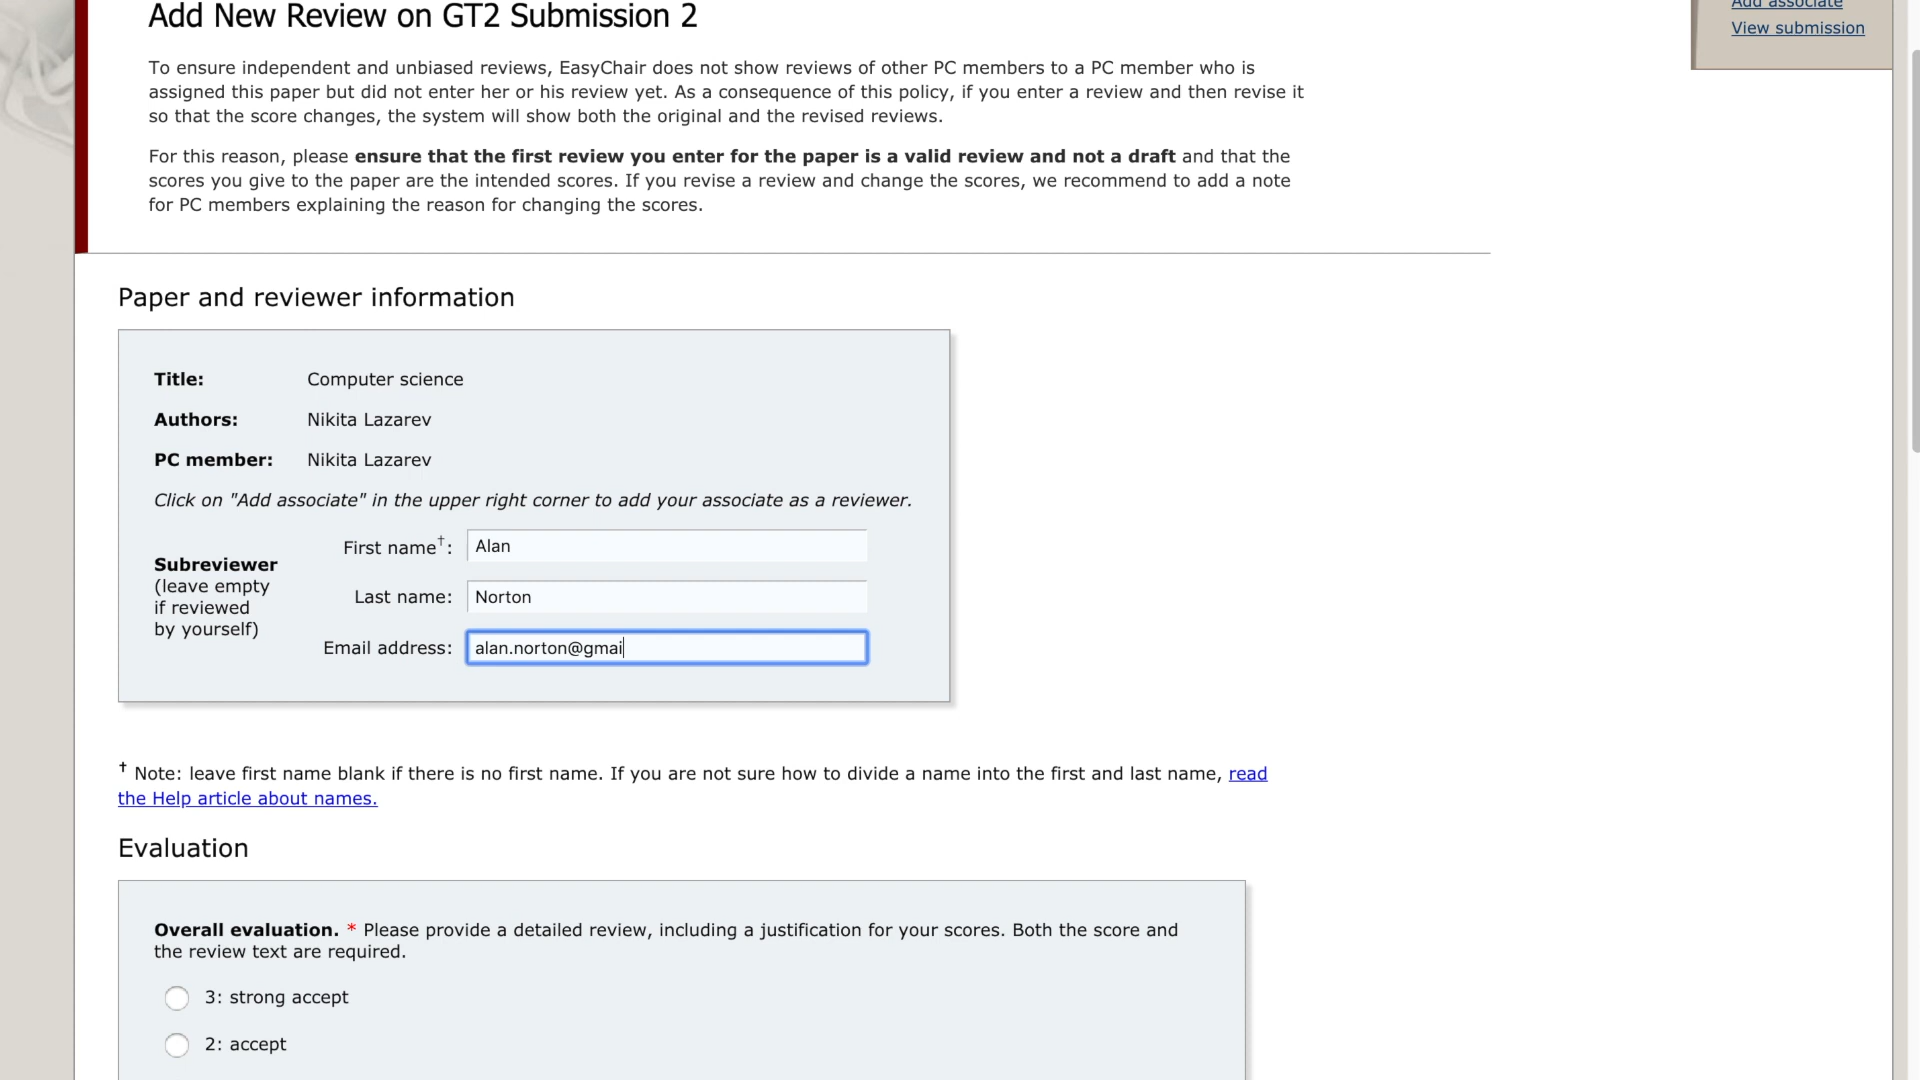 Add New Review on GT2 Submission 2
Add associate
View submission
To ensure independent and unbiased reviews, EasyChair does not show reviews of other PC members to a PC member who is
assigned this paper but did not enter her or his review yet. As a consequence of this policy, if you enter a review and then revise it
so that the score changes, the system will show both the original and the revised reviews.
For this reason, please ensure that the first review you enter for the paper is a valid review and not a draft and that the
scores you give to the paper are the intended scores. If you revise a review and change the scores, we recommend to add a note
for PC members explaining the reason for changing the scores.
Paper and reviewer information
Title: Computer science
Authors: Nikita Lazarev
PC member: Nikita Lazarev
Click on "Add associate" in the upper right corner to add your associate as a reviewer.
Subreviewer
(leave empty
if reviewed
by yourself)
First name†: Alan
Last name: Norton
Email address: alan.norton@gmai
† Note: leave first name blank if there is no first name. If you are not sure how to divide a name into the first and last name, read
the Help article about names.
Evaluation
Overall evaluation. * Please provide a detailed review, including a justification for your scores. Both the score and
the review text are required.
3: strong accept
2: accept